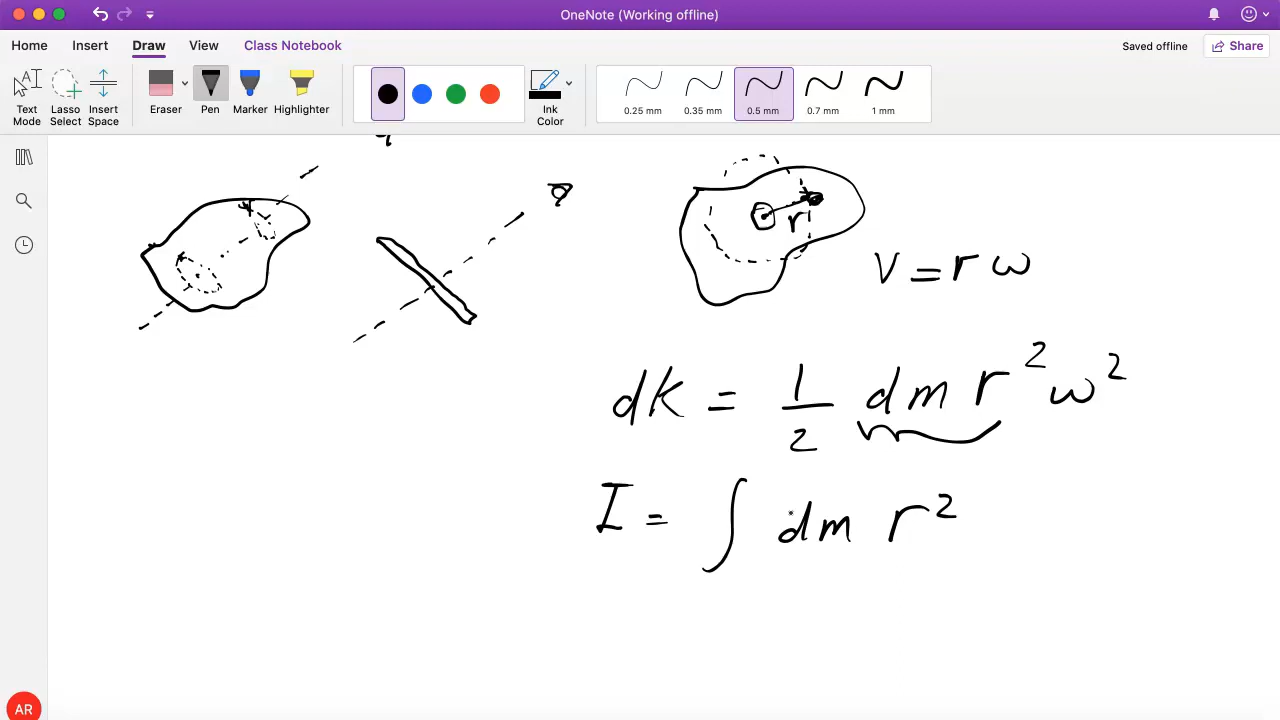 OneNote (Working offline)
Home Insert Draw View Class Notebook
Saved offline
Share
Text Mode
Lasso Select
Insert Space
Eraser
Pen
Marker
Highlighter
Ink Color
0.25 mm
0.35 mm
0.5 mm
0.7 mm
1 mm
r
V = r ω
dK = 1/2 dm r² ω²
I = ∫ dm r²
AR